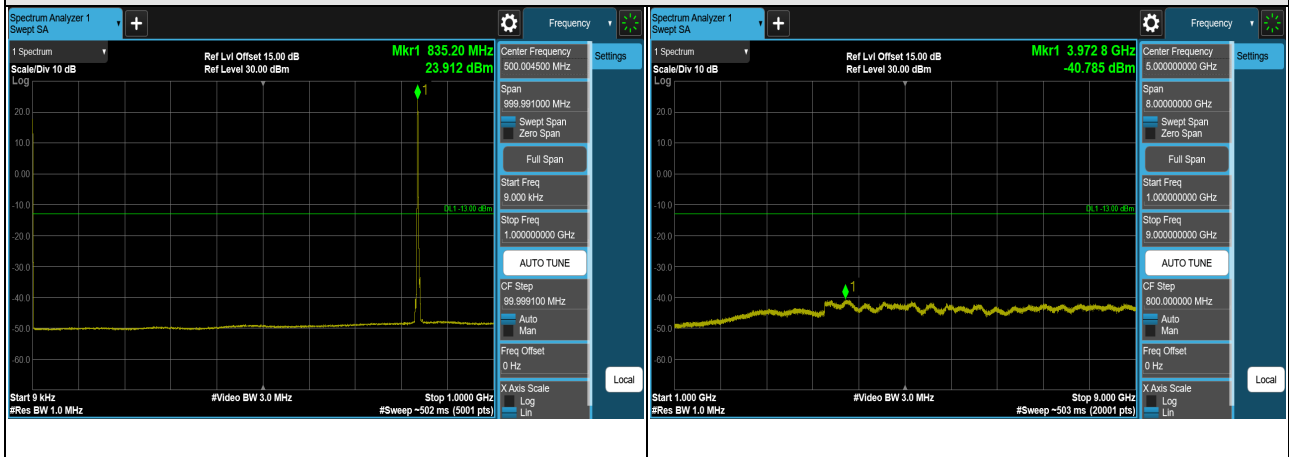 Spectrum Analyzer 1
Swept SA
+
Frequency
1 Spectrum
Ref Lvl Offset 15.00 dB
Mkr1 835.20 MHz
Scale/Div 10 dB
Ref Level 30.00 dBm
23.912 dBm
Log
1
20.0
10.0
0.00
DL1 -13.00 dBm
-10.0
-20.0
-30.0
-40.0
-50.0
-60.0
Start 9 kHz
#Video BW 3.0 MHz
Stop 1.0000 GHz
#Res BW 1.0 MHz
#Sweep ~502 ms (5001 pts)
Center Frequency
500.004500 MHz
Settings
Span
999.991000 MHz
Swept Span
Zero Span
Full Span
Start Freq
9.000 kHz
Stop Freq
1.000000000 GHz
AUTO TUNE
CF Step
99.999100 MHz
Auto
Man
Freq Offset
0 Hz
X Axis Scale
Log
Lin
Local
Spectrum Analyzer 1
Swept SA
+
Frequency
1 Spectrum
Ref Lvl Offset 15.00 dB
Mkr1 3.972 8 GHz
Scale/Div 10 dB
Ref Level 30.00 dBm
-40.785 dBm
Log
20.0
10.0
0.00
DL1 -13.00 dBm
-10.0
-20.0
-30.0
1
-40.0
-50.0
-60.0
Start 1.000 GHz
#Video BW 3.0 MHz
Stop 9.000 GHz
#Res BW 1.0 MHz
#Sweep ~503 ms (20001 pts)
Center Frequency
5.000000000 GHz
Settings
Span
8.00000000 GHz
Swept Span
Zero Span
Full Span
Start Freq
1.000000000 GHz
Stop Freq
9.000000000 GHz
AUTO TUNE
CF Step
800.000000 MHz
Auto
Man
Freq Offset
0 Hz
X Axis Scale
Log
Lin
Local